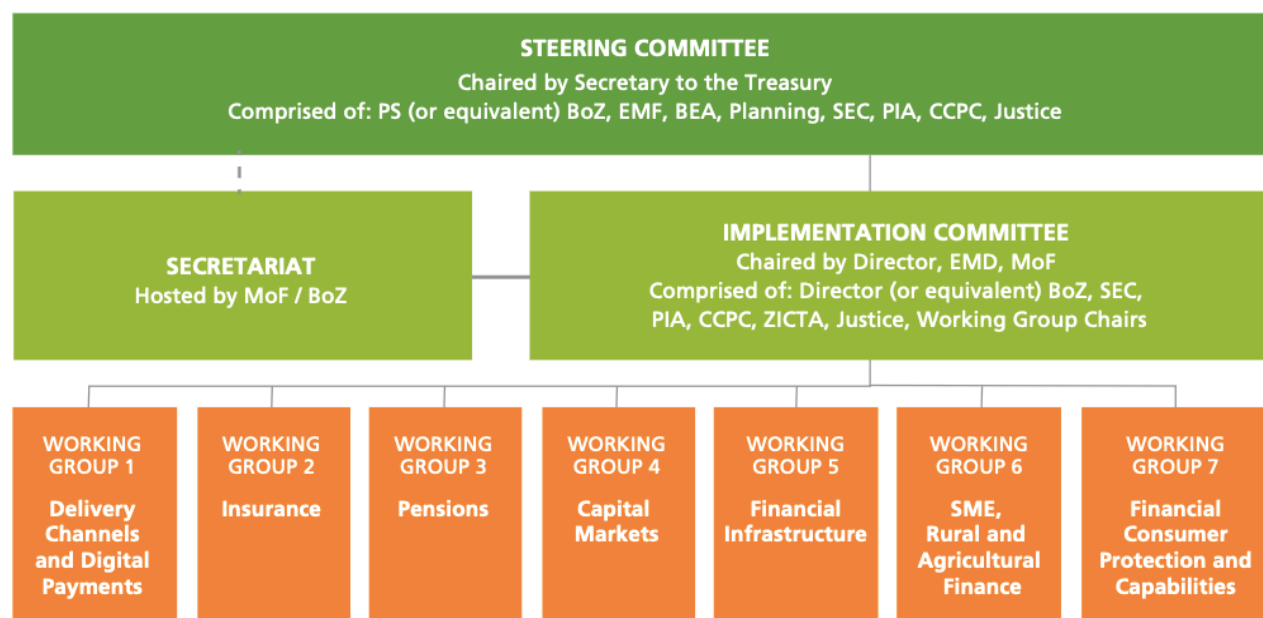 STEERING COMMITTEE
Chaired by Secretary to the Treasury
Comprised of: PS (or equivalent) BoZ, EMF, BEA, Planning, SEC, PIA, CCPC, Justice
SECRETARIAT
Hosted by MoF / BoZ
IMPLEMENTATION COMMITTEE
Chaired by Director, EMD, MoF
Comprised of: Director (or equivalent) BoZ, SEC,
PIA, CCPC, ZICTA, Justice, Working Group Chairs
WORKING
GROUP 1
Delivery
Channels
and Digital
Payments
WORKING
GROUP 2
Insurance
WORKING
GROUP 3
Pensions
WORKING
GROUP 4
Capital
Markets
WORKING
GROUP 5
Financial
Infrastructure
WORKING
GROUP 6
SME,
Rural and
Agricultural
Finance
WORKING
GROUP 7
Financial
Consumer
Protection and
Capabilities